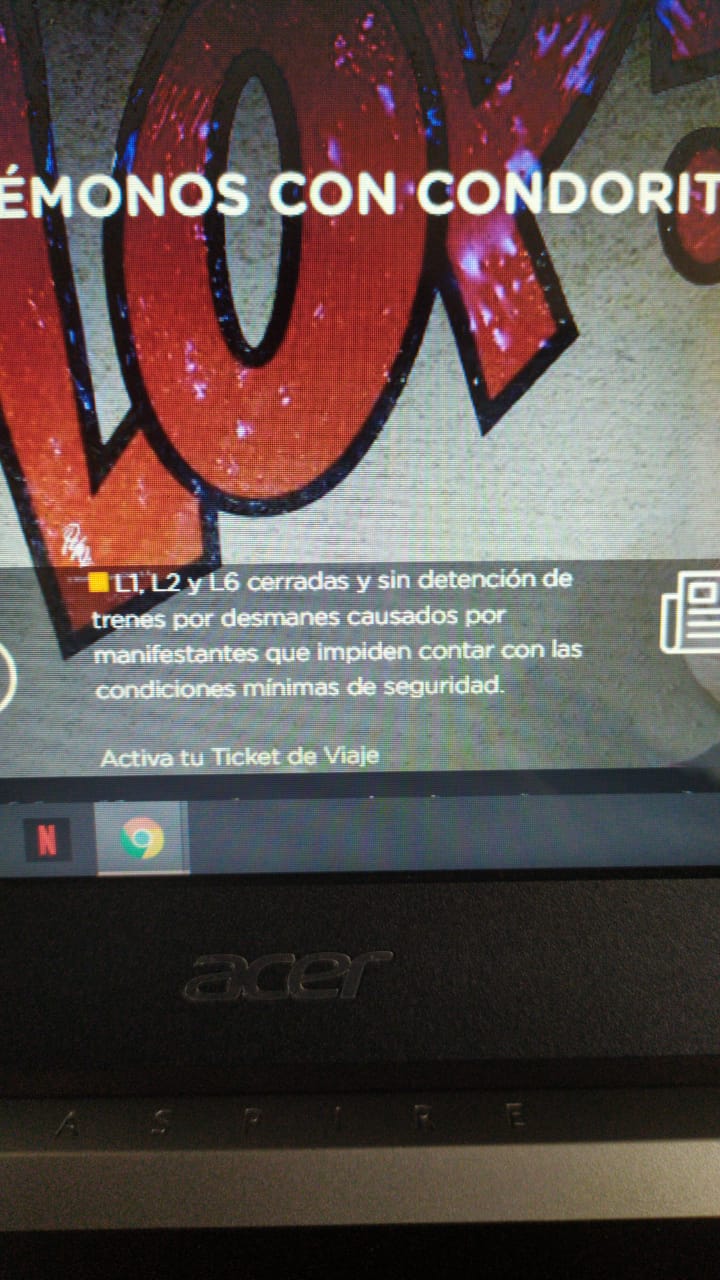 ÉMONOS CON CONDORIT
L1, L2 y L6 cerradas y sin detención de
trenes por desmanes causados por
manifestantes que impiden contar con las
condiciones mínimas de seguridad.
Activa tu Ticket de Viaje
N
acer
ASPIRE